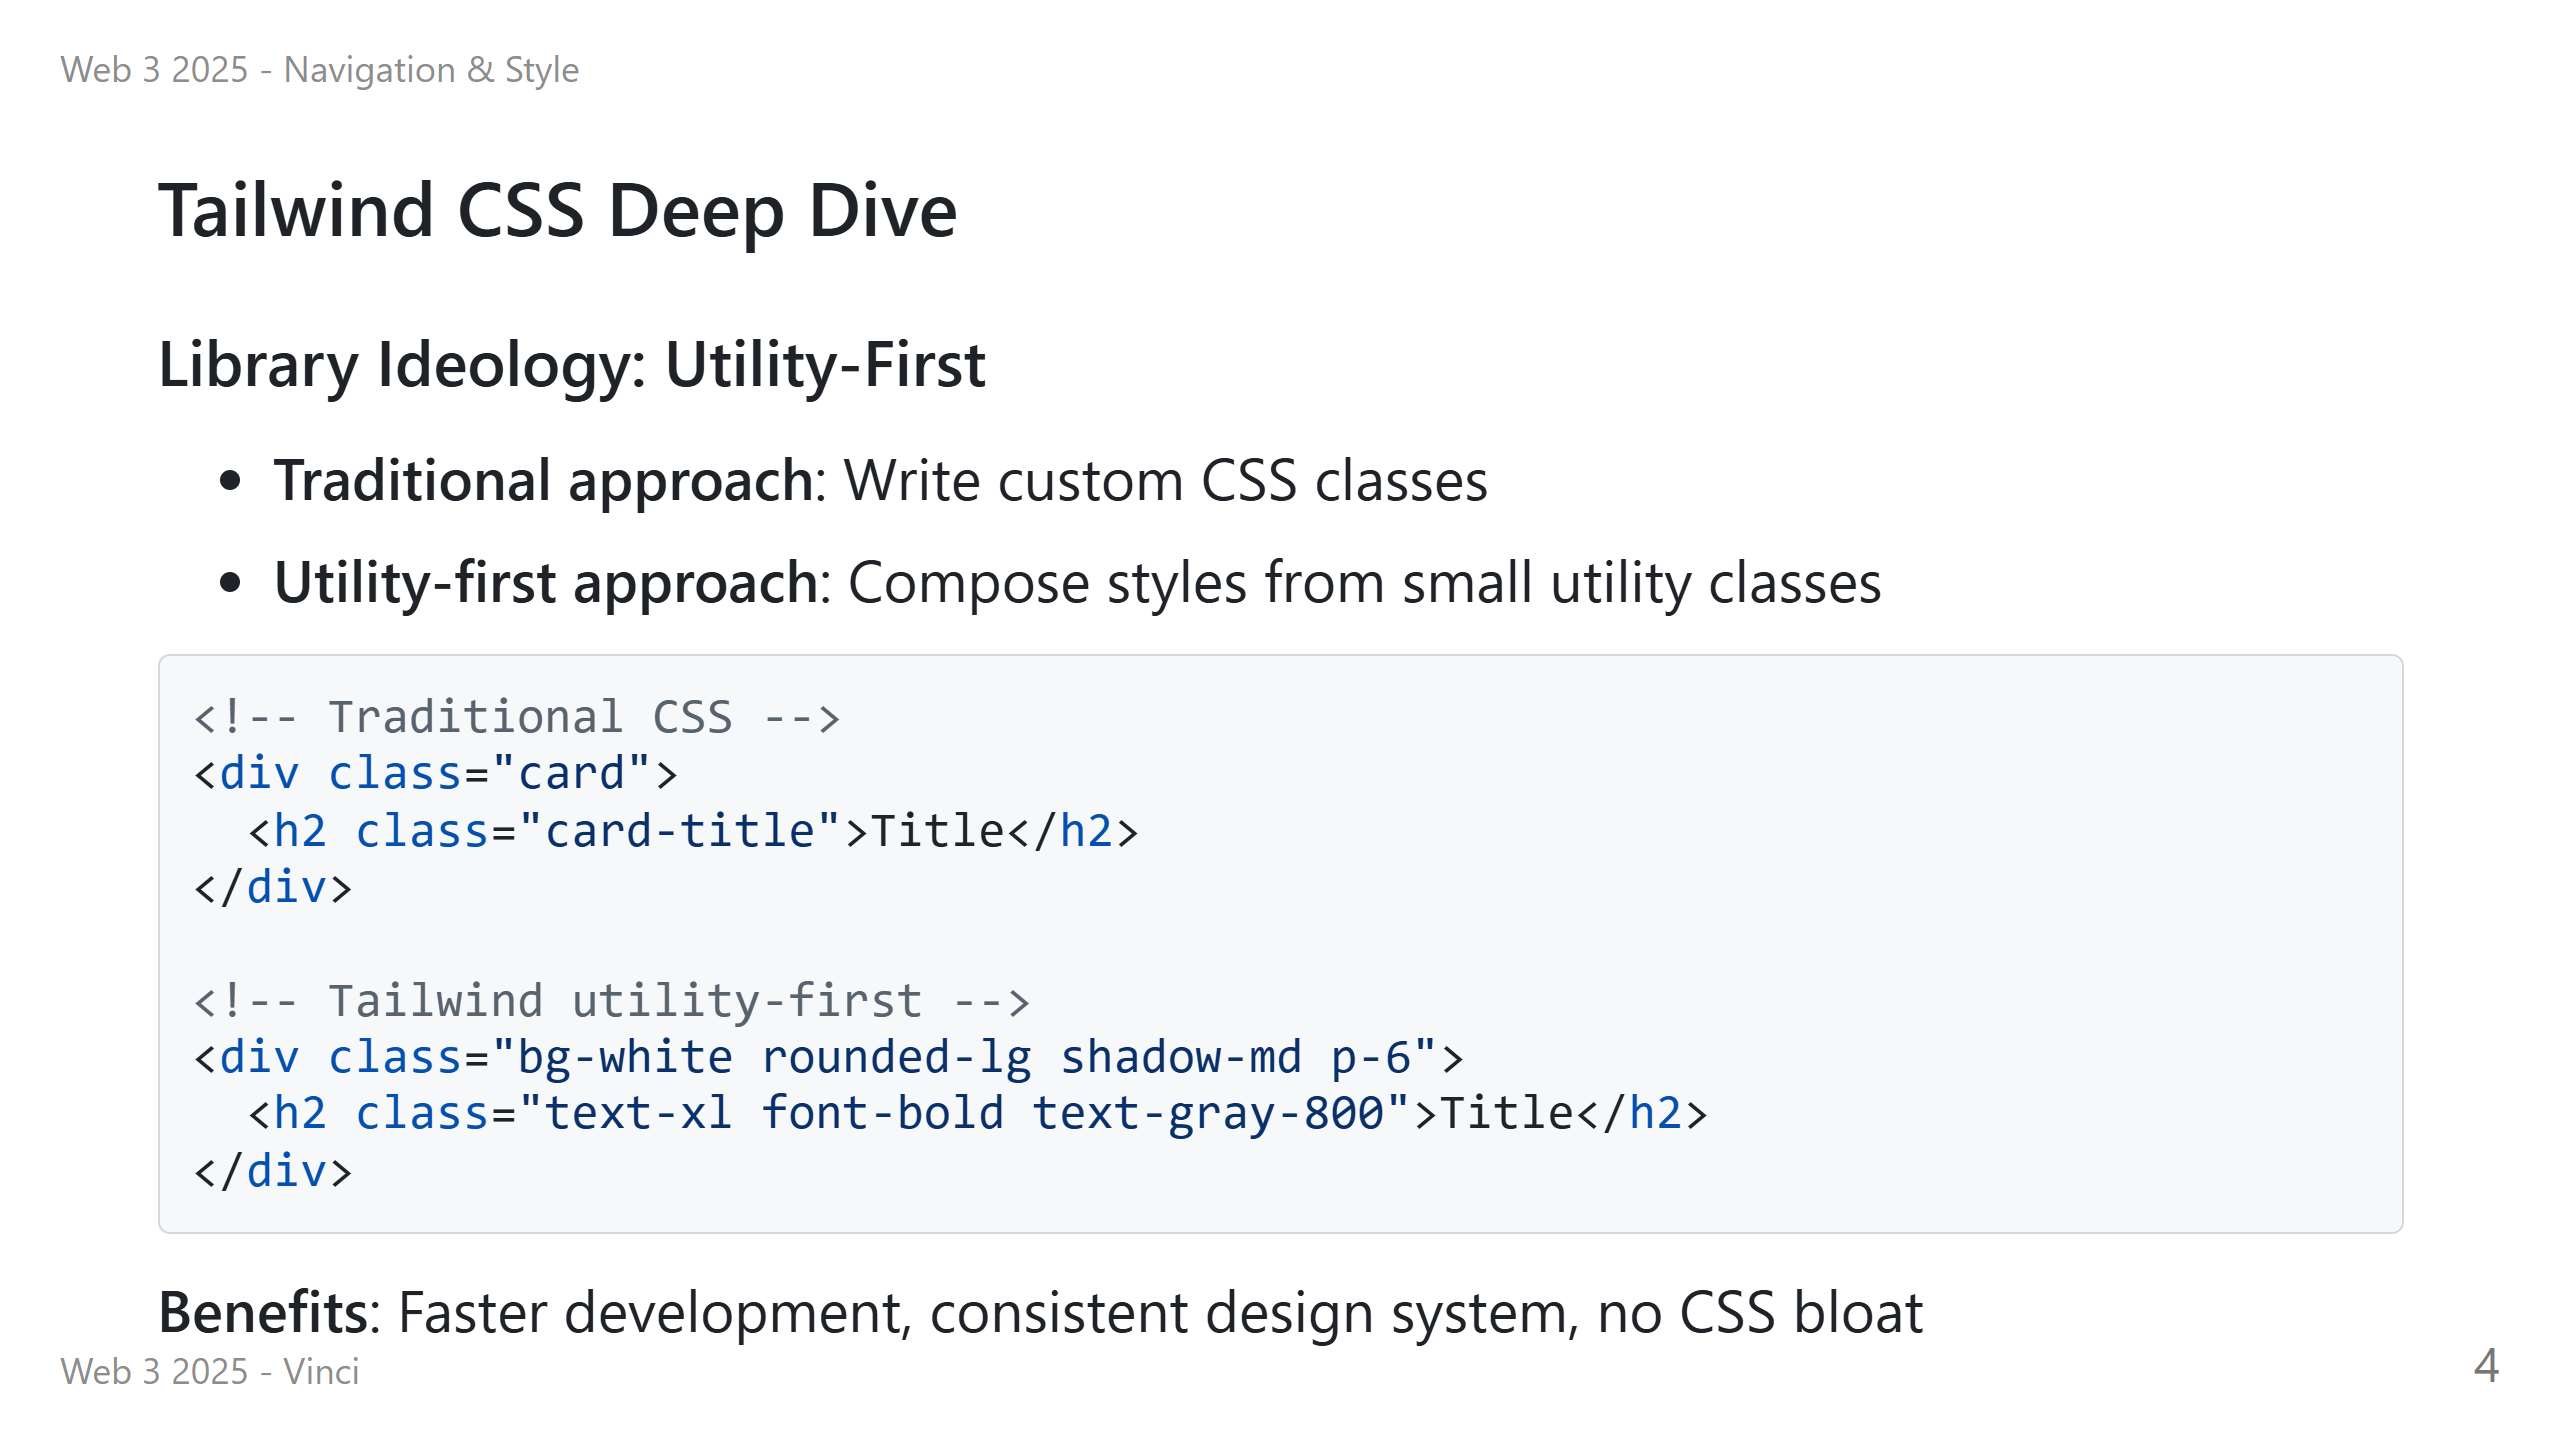 Web 3 2025 - Navigation & Style
Tailwind CSS Deep Dive
Library Ideology: Utility-First
• Traditional approach: Write custom CSS classes
• Utility-first approach: Compose styles from small utility classes
<!-- Traditional CSS -->
<div class="card">
  <h2 class="card-title">Title</h2>
</div>

<!-- Tailwind utility-first -->
<div class="bg-white rounded-lg shadow-md p-6">
  <h2 class="text-xl font-bold text-gray-800">Title</h2>
</div>
Benefits: Faster development, consistent design system, no CSS bloat
Web 3 2025 - Vinci
4